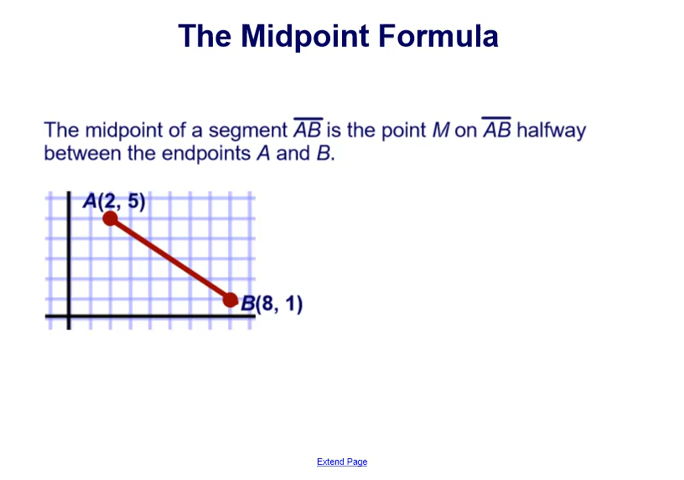 The Midpoint Formula
The midpoint of a segment AB is the point M on AB halfway
between the endpoints A and B.
A(2, 5)
B(8, 1)
Extend Page